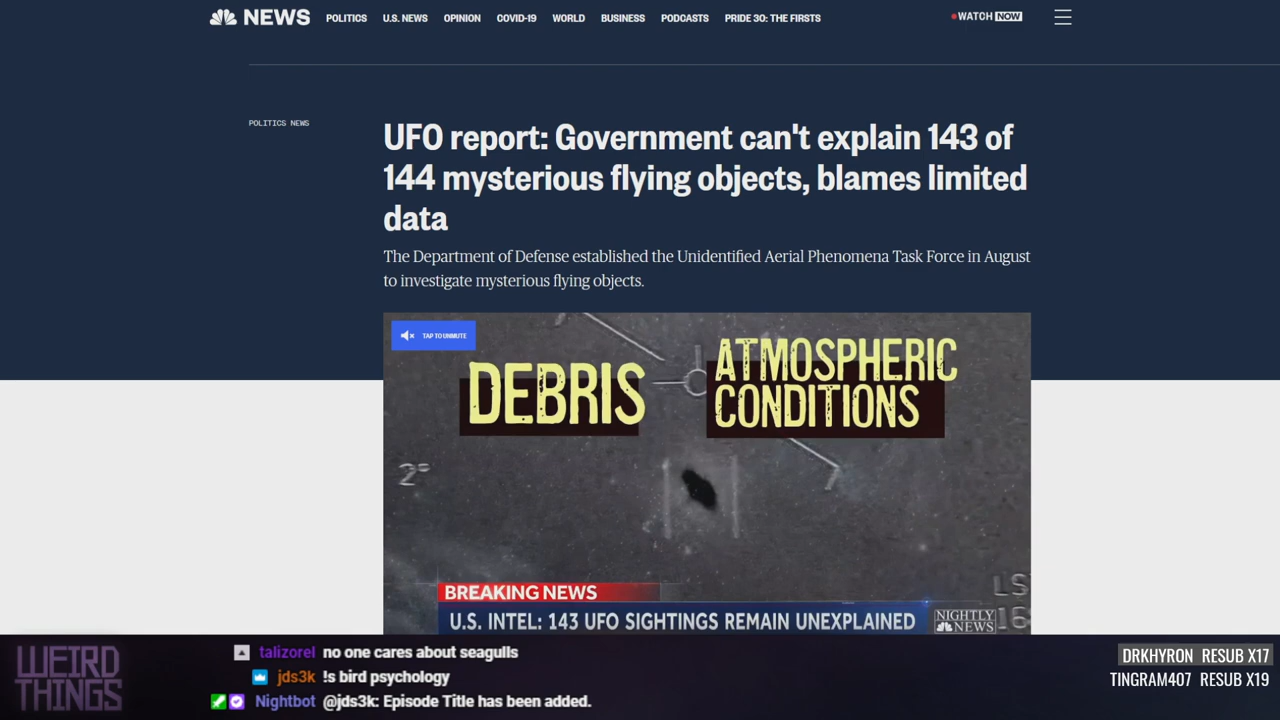 NEWS POLITICS U.S. NEWS OPINION COVID-19 WORLD BUSINESS PODCASTS PRIDE 30: THE FIRSTS WATCH NOW
POLITICS NEWS
UFO report: Government can't explain 143 of
144 mysterious flying objects, blames limited
data
The Department of Defense established the Unidentified Aerial Phenomena Task Force in August
to investigate mysterious flying objects.
TAP TO UNMUTE
DEBRIS
ATMOSPHERIC
CONDITIONS
2°
LS
16
BREAKING NEWS
U.S. INTEL: 143 UFO SIGHTINGS REMAIN UNEXPLAINED
NIGHTLY
NEWS
WEIRD
THINGS
talizorel no one cares about seagulls
jds3k !s bird psychology
Nightbot @jds3k: Episode Title has been added.
DRKHYRON RESUB X17
TINGRAM407 RESUB X19